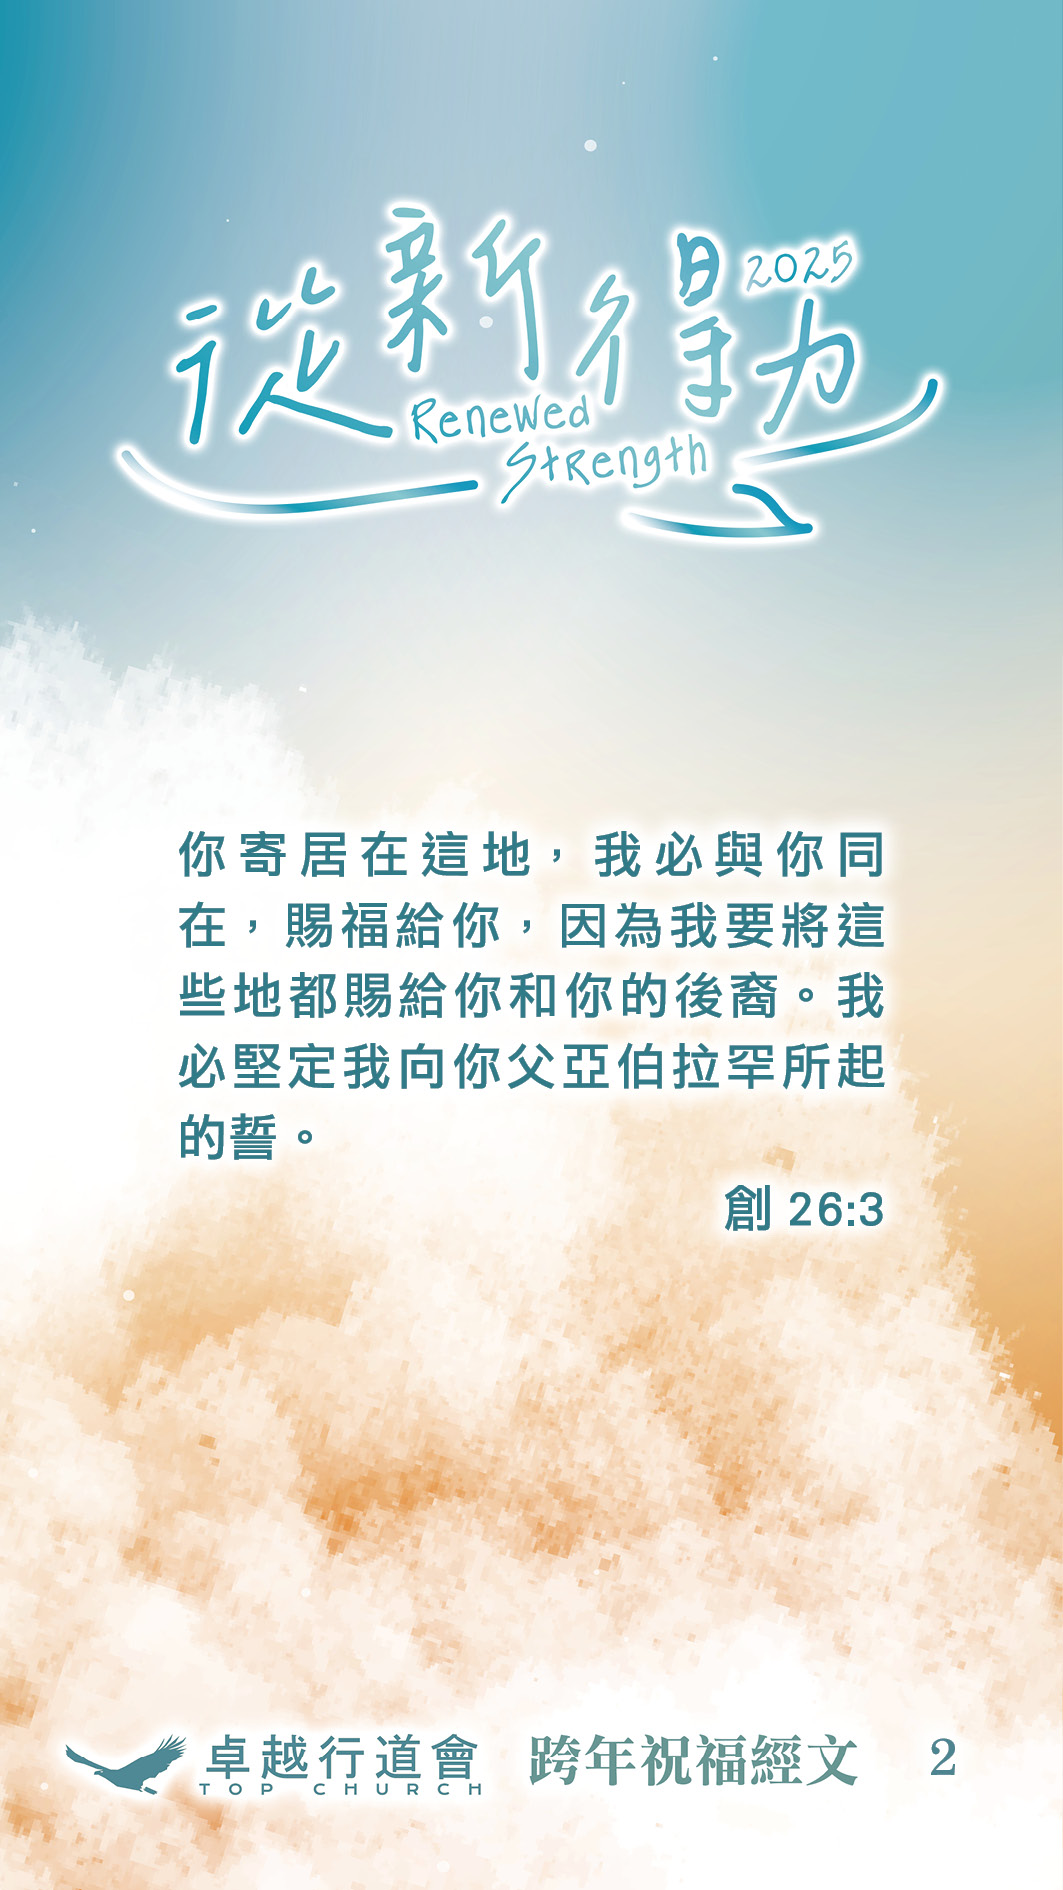 從新得力 2025
Renewed
Strength
你寄居在這地，我必與你同
在，賜福給你，因為我要將這
些地都賜給你和你的後裔。我
必堅定我向你父亞伯拉罕所起
的誓。
創 26:3
卓越行道會 跨年祝福經文 2
TOP CHURCH